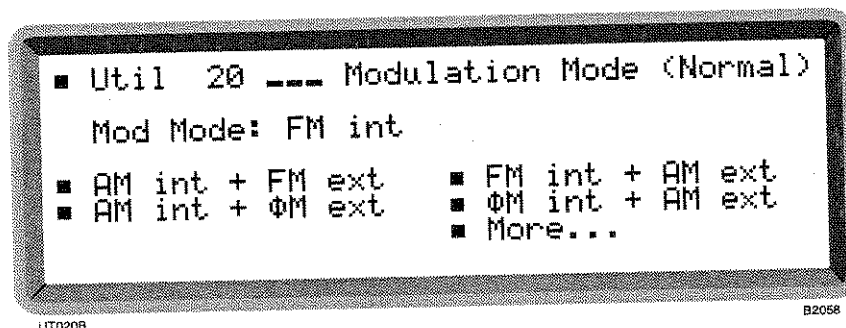 ■ Util 20 ___ Modulation Mode (Normal)
Mod Mode: FM int
■ AM int + FM ext ■ FM int + AM ext
■ AM int + ΦM ext ■ ΦM int + AM ext
■ More...
B2058
UT020B